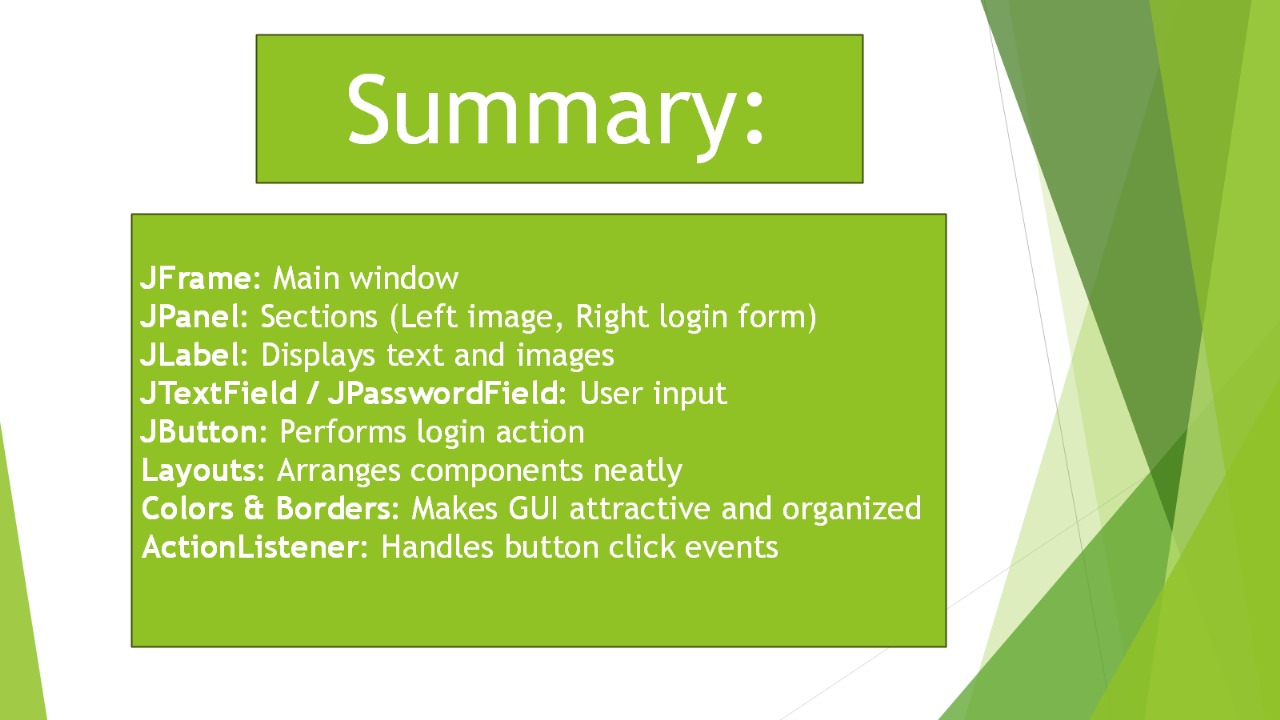 Summary:
JFrame: Main window
JPanel: Sections (Left image, Right login form)
JLabel: Displays text and images
JTextField / JPasswordField: User input
JButton: Performs login action
Layouts: Arranges components neatly
Colors & Borders: Makes GUI attractive and organized
ActionListener: Handles button click events